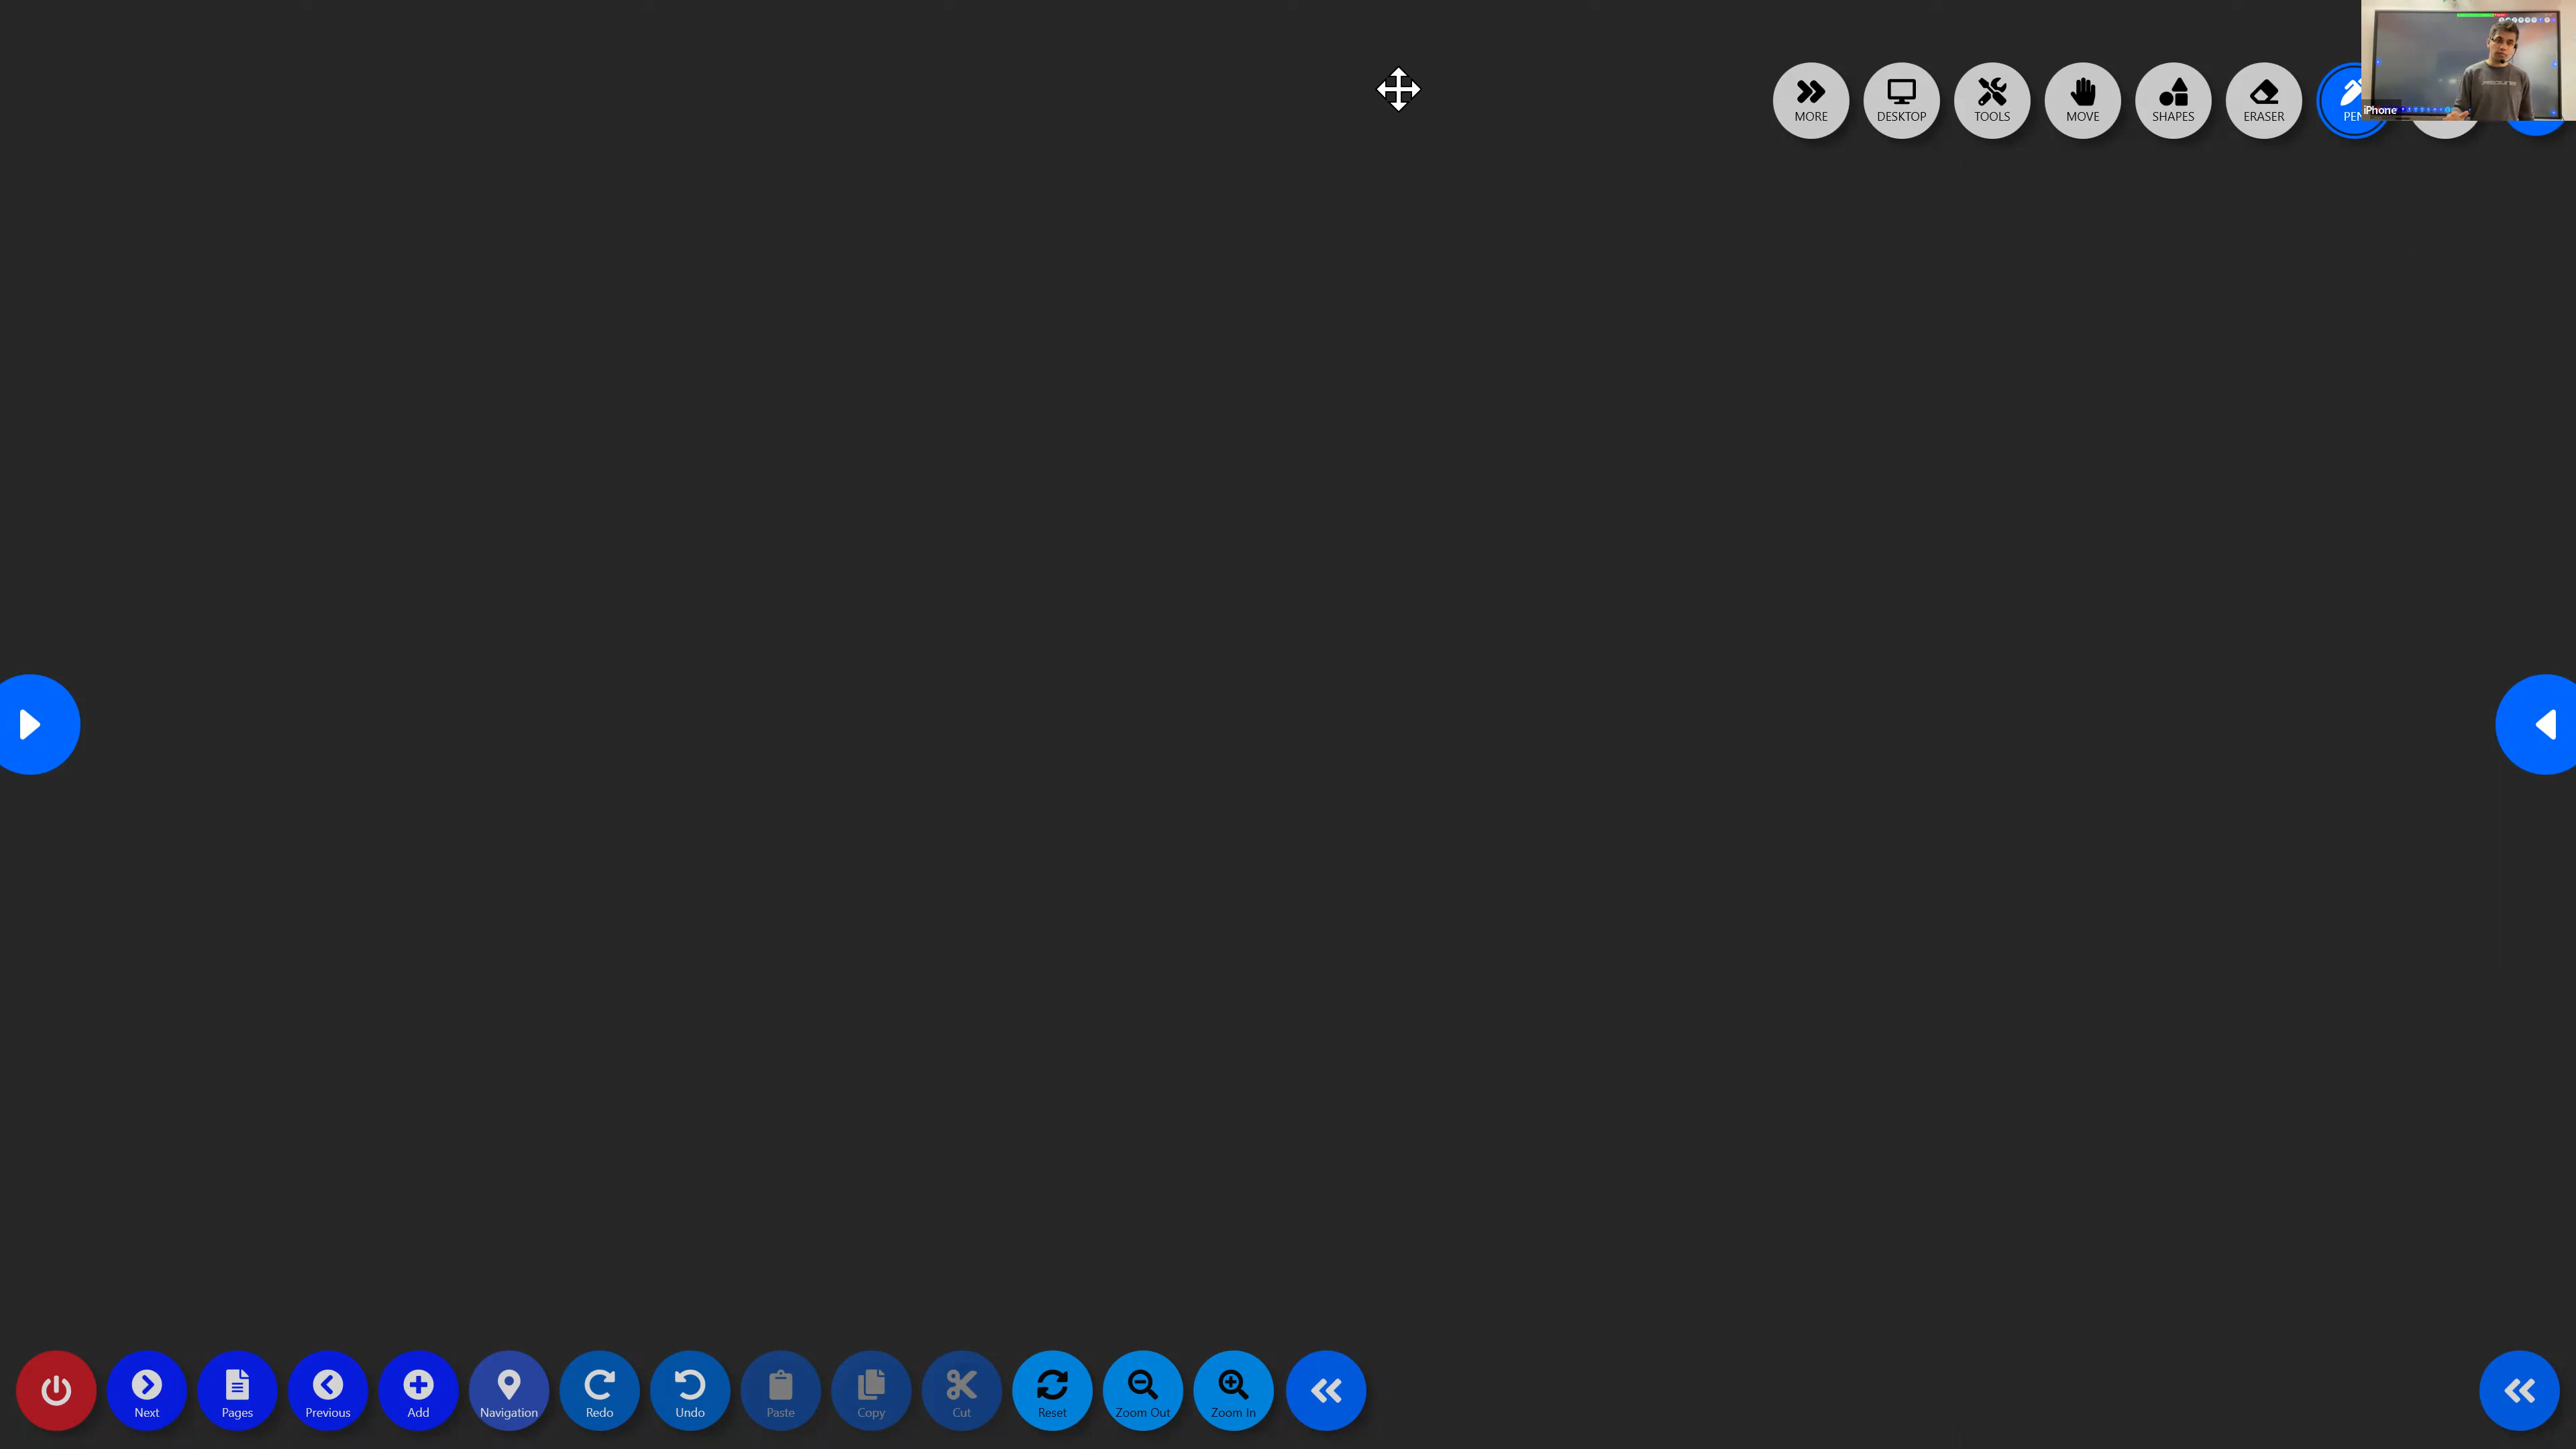 MORE DESKTOP TOOLS MOVE SHAPES ERASER PEN
iPhone
Next Pages Previous Add Navigation Redo Undo Paste Copy Cut Reset Zoom Out Zoom In